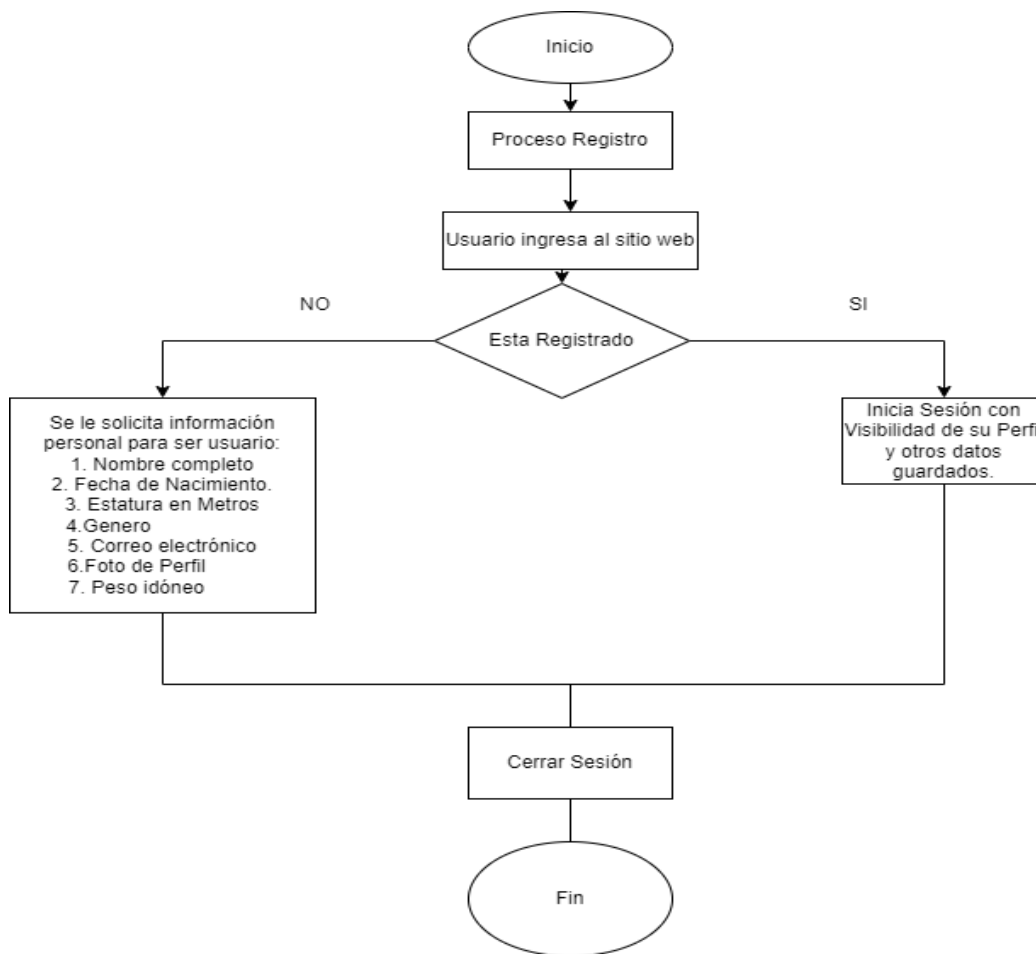 Inicio
Proceso Registro
Usuario ingresa al sitio web
NO
SI
Esta Registrado
Se le solicita información
personal para ser usuario:
1. Nombre completo
2. Fecha de Nacimiento.
3. Estatura en Metros
4.Genero
5. Correo electrónico
6.Foto de Perfil
7. Peso idóneo
Inicia Sesión con
Visibilidad de su Perfil
y otros datos
guardados.
Cerrar Sesión
Fin